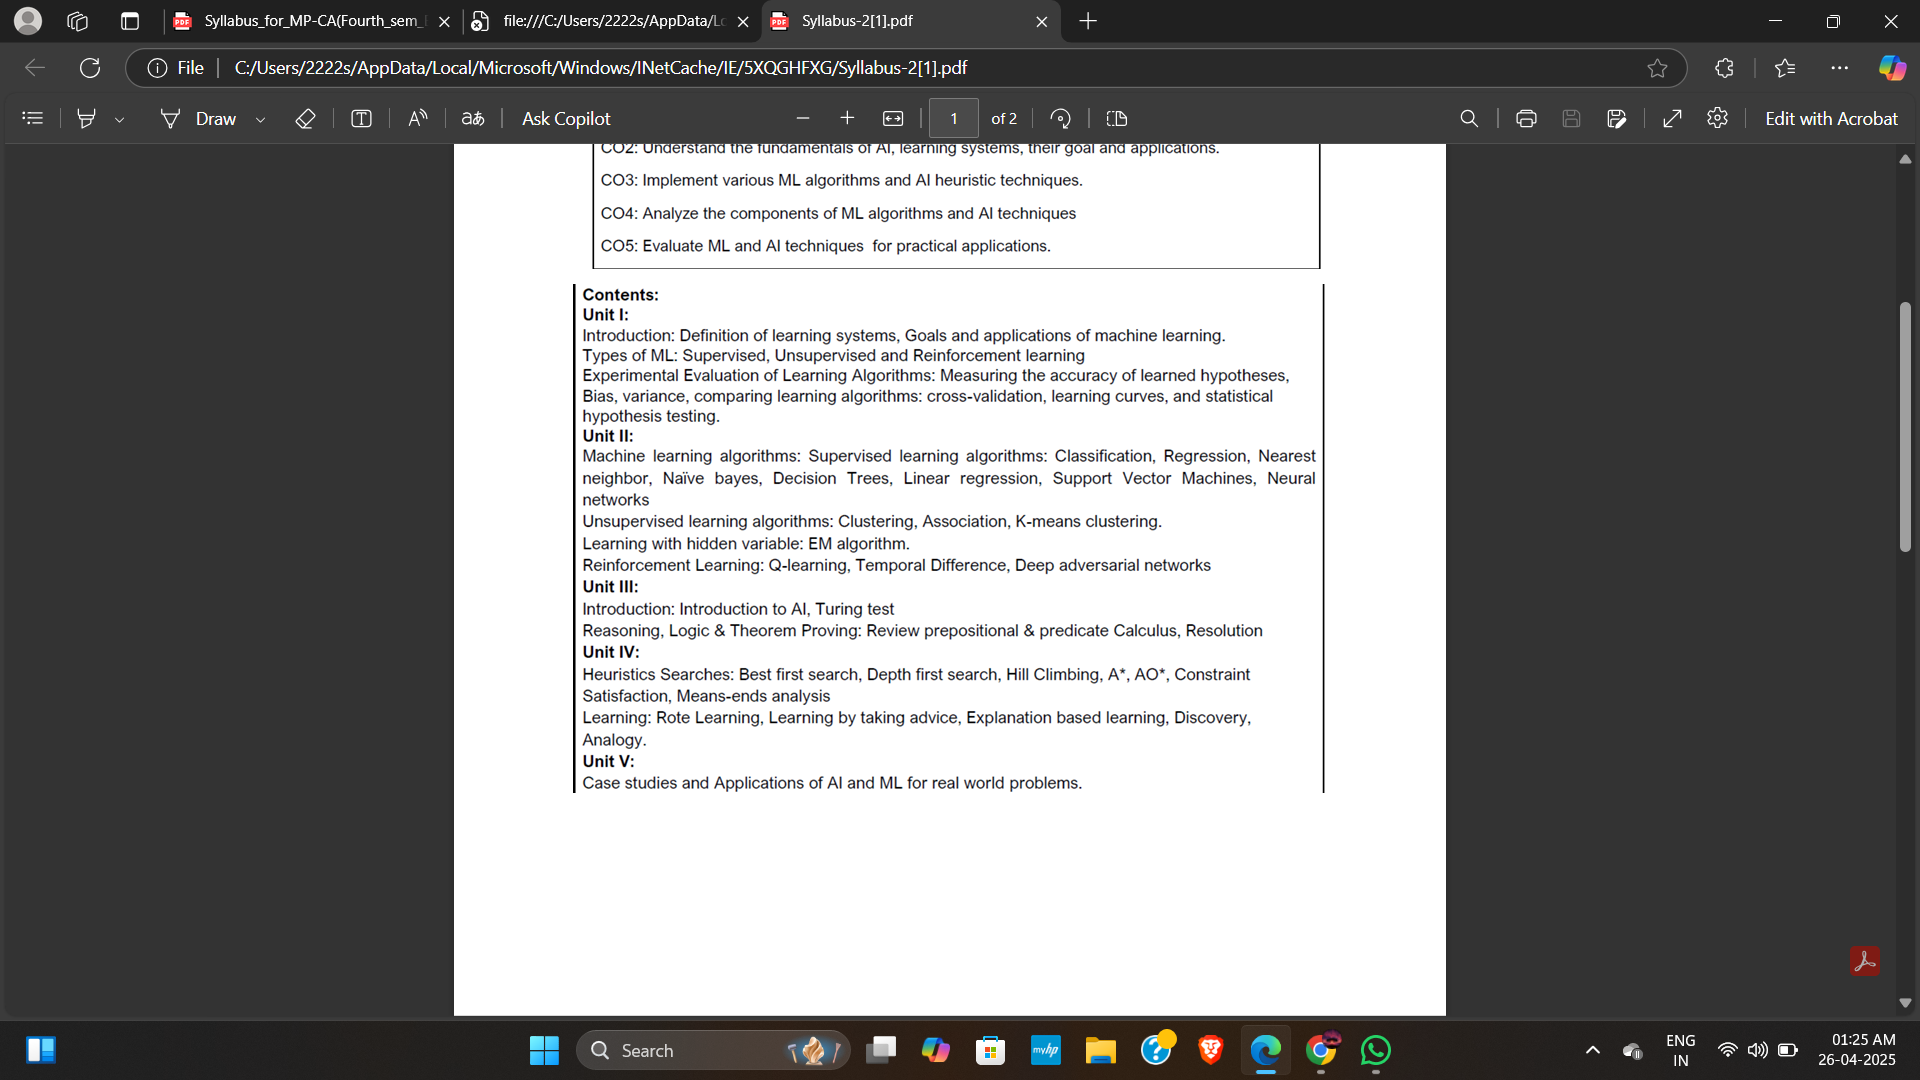 Syllabus_for_MP-CA(Fourth_sem_
file:///C:/Users/2222s/AppData/Lo
Syllabus-2[1].pdf
File
C:/Users/2222s/AppData/Local/Microsoft/Windows/INetCache/IE/5XQGHFXG/Syllabus-2[1].pdf
Draw
Ask Copilot
1 of 2
Edit with Acrobat
CO2: Understand the fundamentals of AI, learning systems, their goal and applications.
CO3: Implement various ML algorithms and AI heuristic techniques.
CO4: Analyze the components of ML algorithms and AI techniques
CO5: Evaluate ML and AI techniques for practical applications.
Contents:
Unit I:
Introduction: Definition of learning systems, Goals and applications of machine learning.
Types of ML: Supervised, Unsupervised and Reinforcement learning
Experimental Evaluation of Learning Algorithms: Measuring the accuracy of learned hypotheses,
Bias, variance, comparing learning algorithms: cross-validation, learning curves, and statistical
hypothesis testing.
Unit II:
Machine learning algorithms: Supervised learning algorithms: Classification, Regression, Nearest
neighbor, Naïve bayes, Decision Trees, Linear regression, Support Vector Machines, Neural
networks
Unsupervised learning algorithms: Clustering, Association, K-means clustering.
Learning with hidden variable: EM algorithm.
Reinforcement Learning: Q-learning, Temporal Difference, Deep adversarial networks
Unit III:
Introduction: Introduction to AI, Turing test
Reasoning, Logic & Theorem Proving: Review prepositional & predicate Calculus, Resolution
Unit IV:
Heuristics Searches: Best first search, Depth first search, Hill Climbing, A*, AO*, Constraint
Satisfaction, Means-ends analysis
Learning: Rote Learning, Learning by taking advice, Explanation based learning, Discovery,
Analogy.
Unit V:
Case studies and Applications of AI and ML for real world problems.
Search
myhp
ENG
IN
01:25 AM
26-04-2025